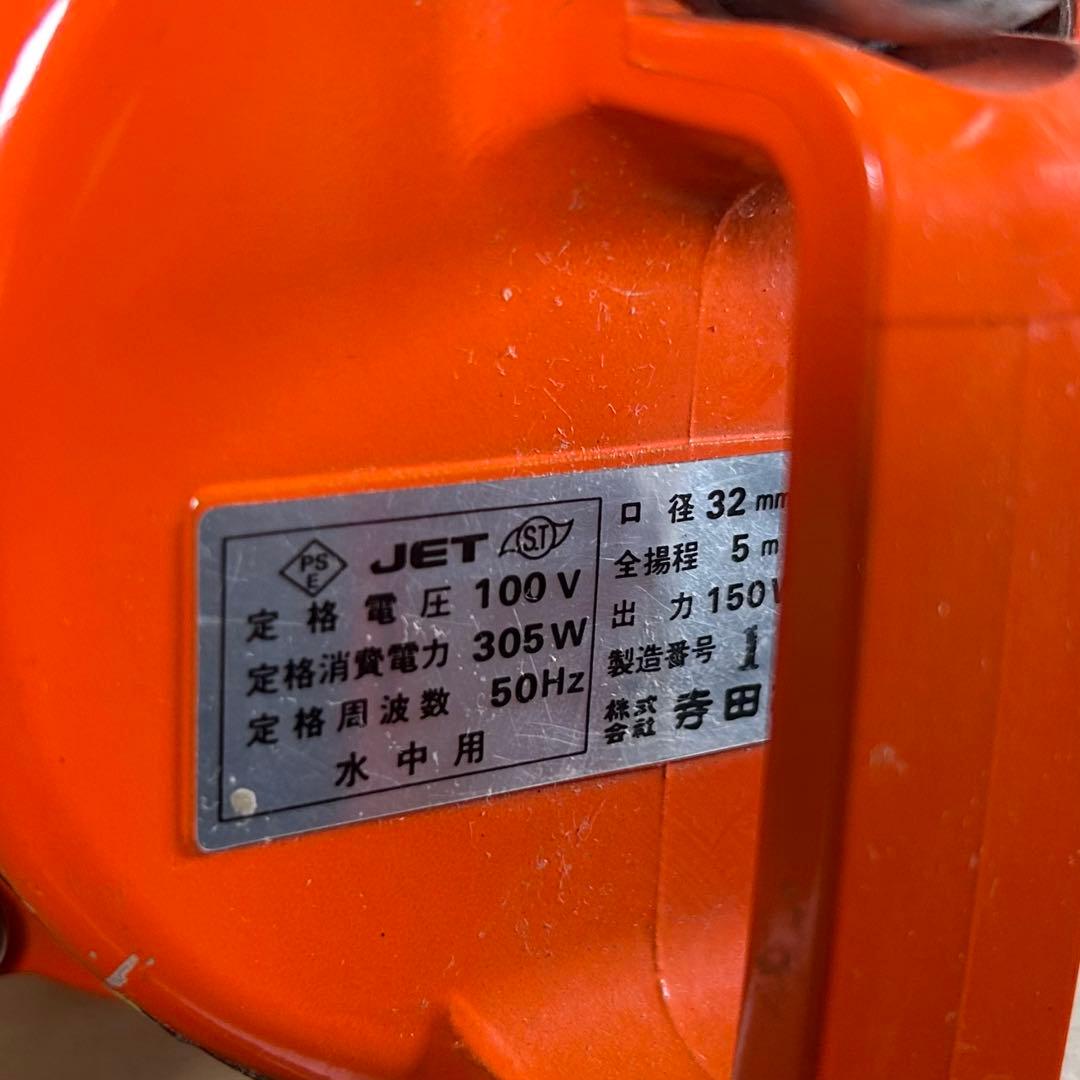 PS
E
JET S.T
定格電圧 100V
定格消費電力 305W
定格周波数 50Hz
水中用
口径 32mm
全揚程 5m
出力 150W
製造番号 1
株式会社 寺田